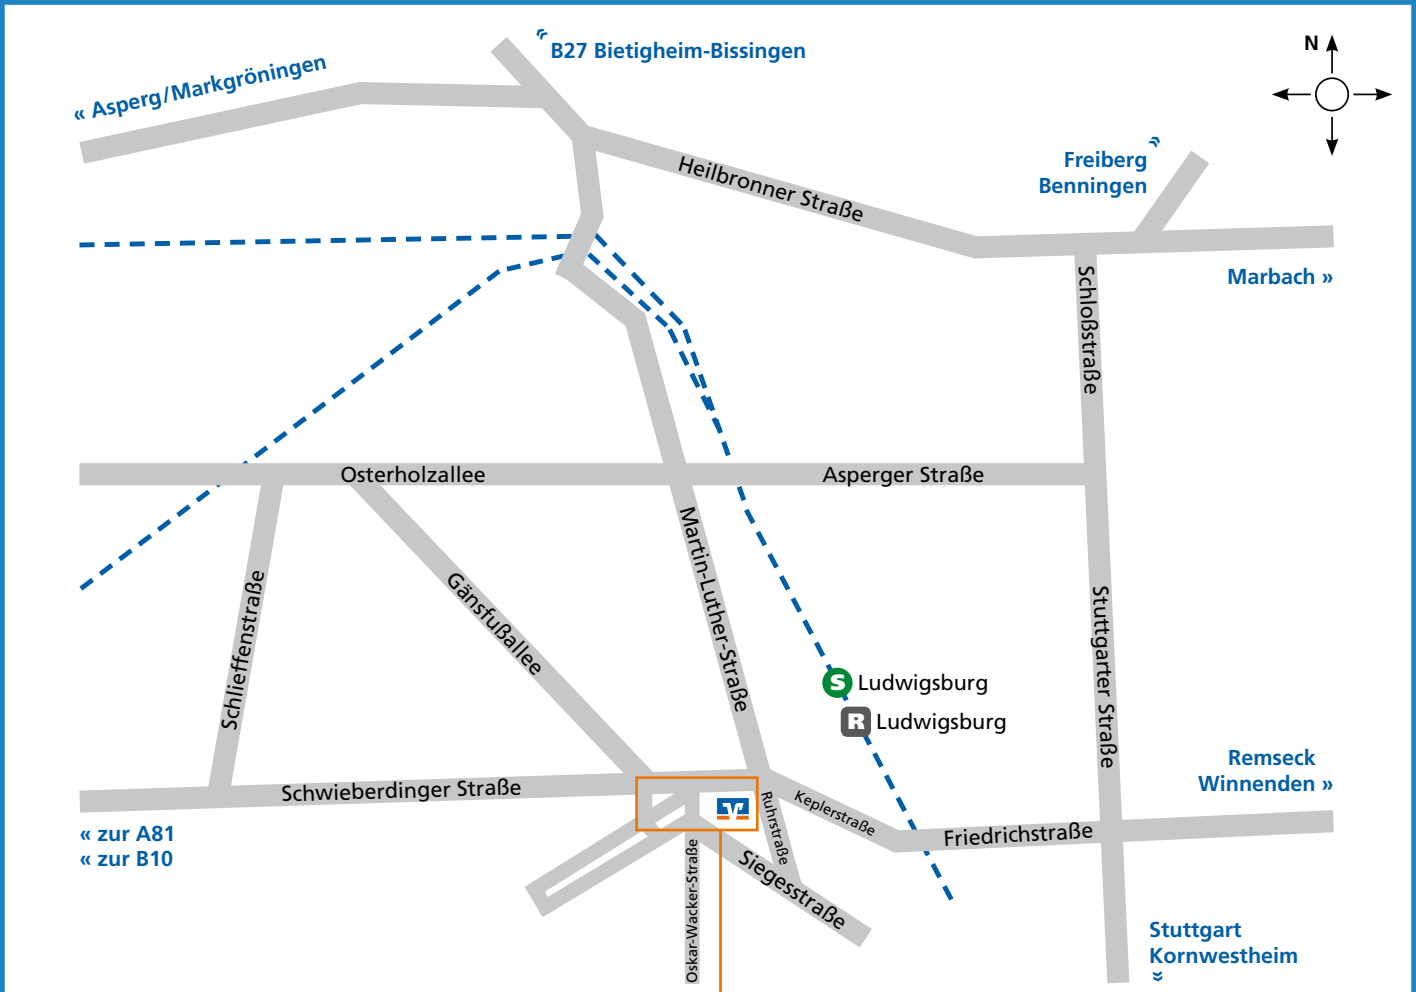 B27 Bietigheim-Bissingen
N
« Asperg/Markgröningen
Freiberg
Benningen
Heilbronner Straße
Marbach »
Schloßstraße
Osterholzallee
Asperger Straße
Martin-Luther-Straße
Gänsfußallee
Schlieffenstraße
Stuttgarter Straße
S Ludwigsburg
R Ludwigsburg
Remseck
Winnenden »
Schwieberdinger Straße
Keplerstraße
Ruhrstraße
Friedrichstraße
« zur A81
« zur B10
Siegesstraße
Oskar-Wacker-Straße
Stuttgart
Kornwestheim